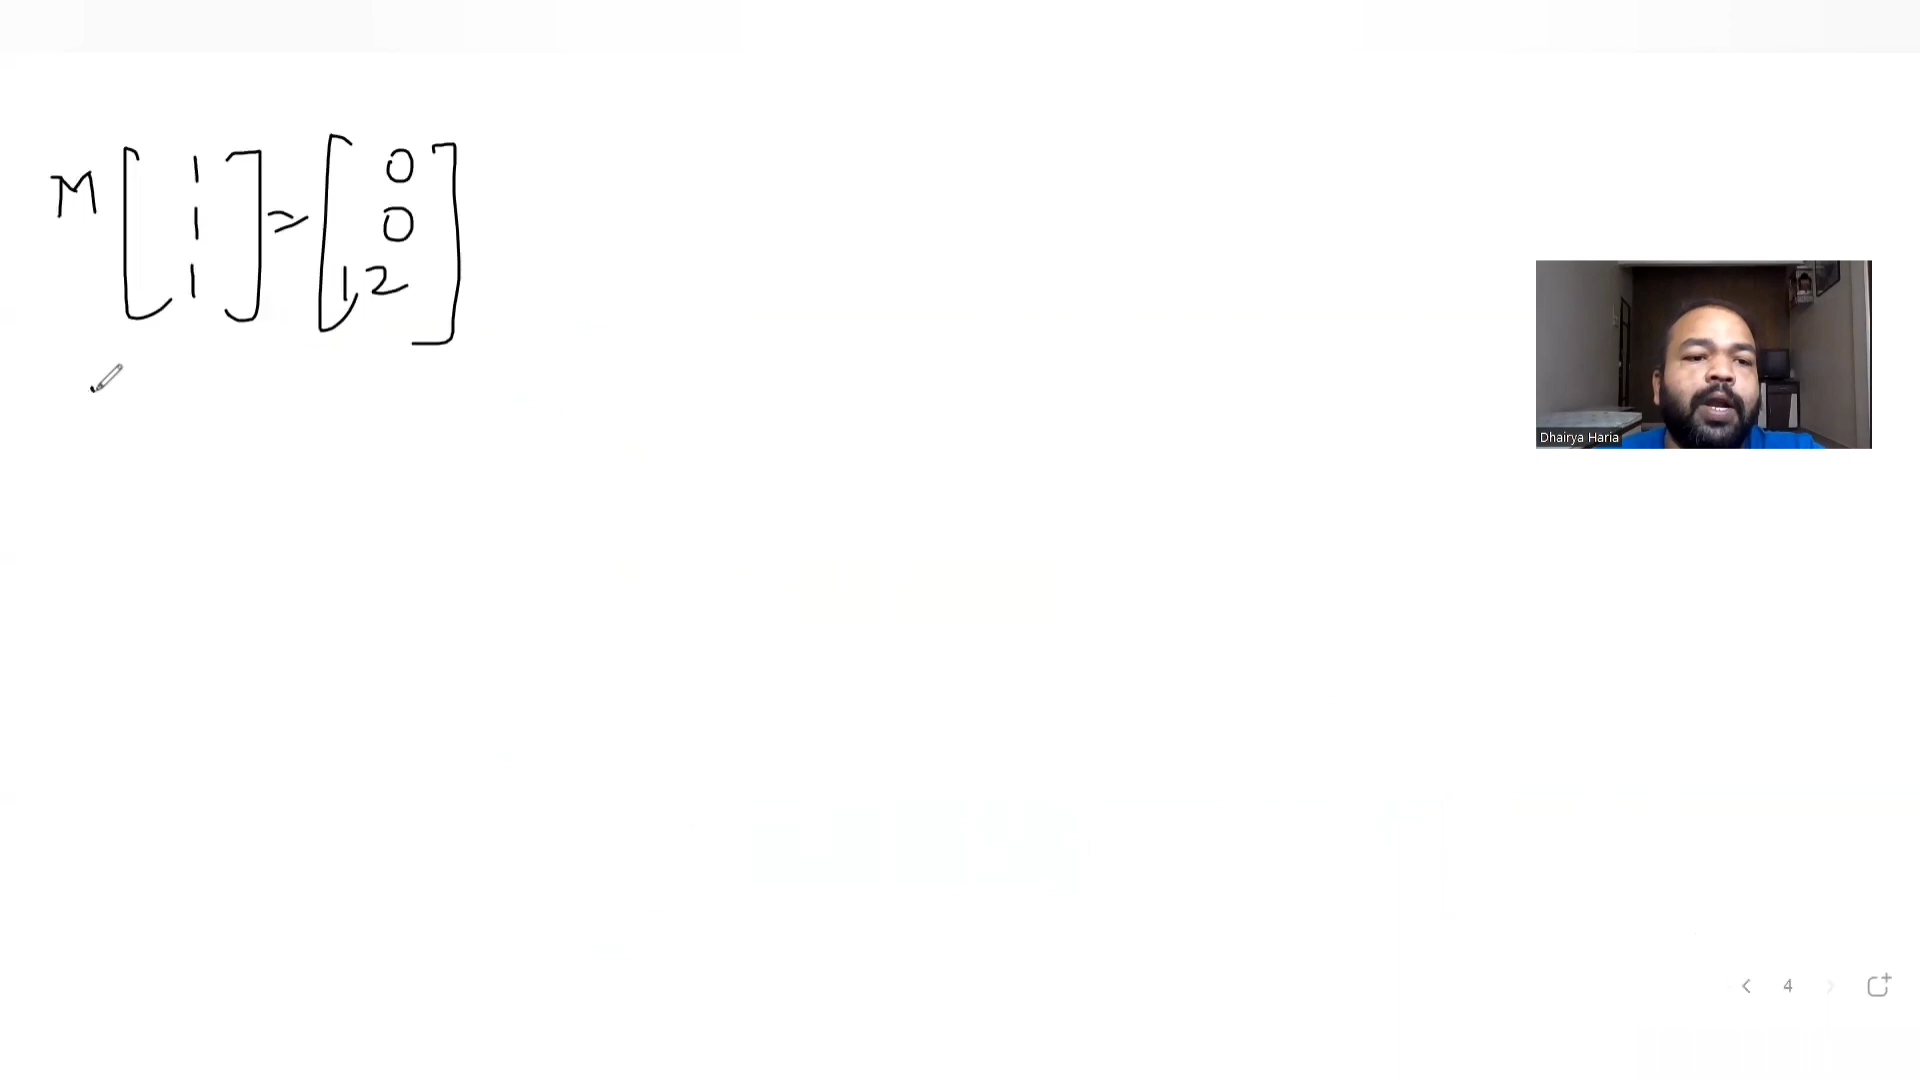 M [ 1 ] = [ 0 ]
[ 1 ] [ 0 ]
[ 1 ] [ 12 ]
Dhairya Haria
4